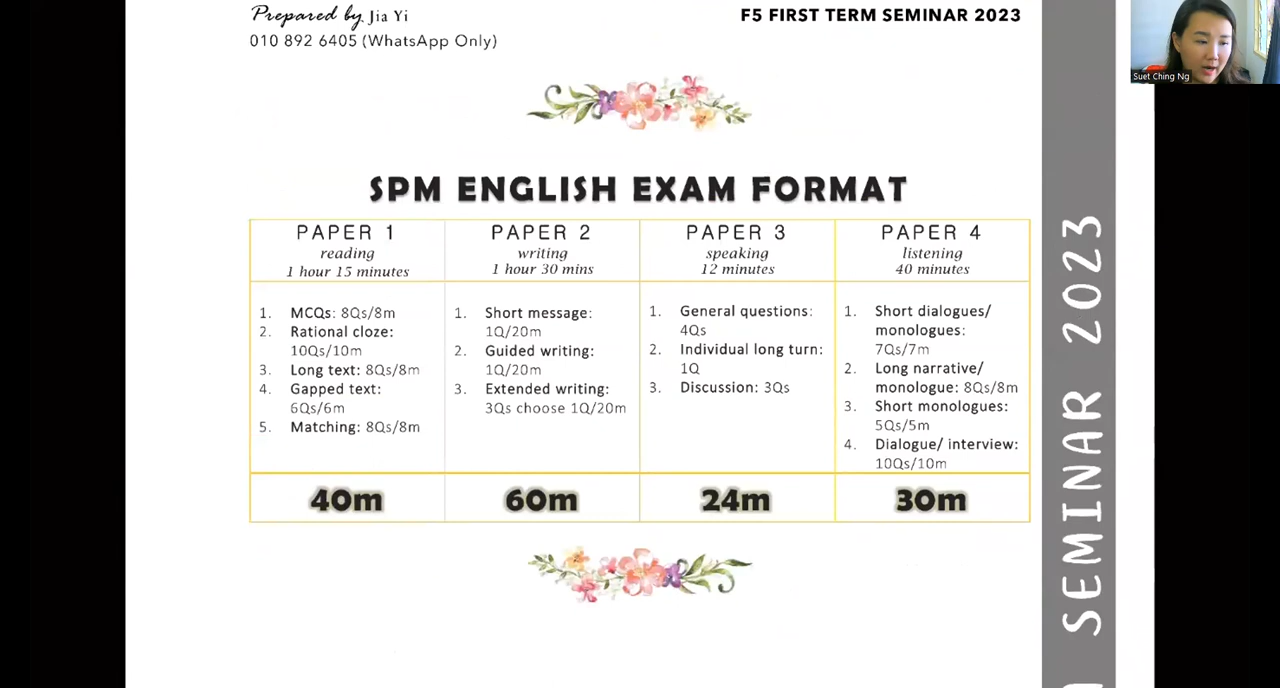 Prepared by Jia Yi
010 892 6405 (WhatsApp Only)
F5 FIRST TERM SEMINAR 2023
Suet Ching Ng
SPM ENGLISH EXAM FORMAT
PAPER 1
reading
1 hour 15 minutes
1. MCQs: 8Qs/8m
2. Rational cloze:
10Qs/10m
3. Long text: 8Qs/8m
4. Gapped text:
6Qs/6m
5. Matching: 8Qs/8m
40m
PAPER 2
writing
1 hour 30 mins
1. Short message:
1Q/20m
2. Guided writing:
1Q/20m
3. Extended writing:
3Qs choose 1Q/20m
60m
PAPER 3
speaking
12 minutes
1. General questions:
4Qs
2. Individual long turn:
1Q
3. Discussion: 3Qs
24m
PAPER 4
listening
40 minutes
1. Short dialogues/
monologues:
7Qs/7m
2. Long narrative/
monologue: 8Qs/8m
3. Short monologues:
5Qs/5m
4. Dialogue/ interview:
10Qs/10m
30m
SEMINAR 2023